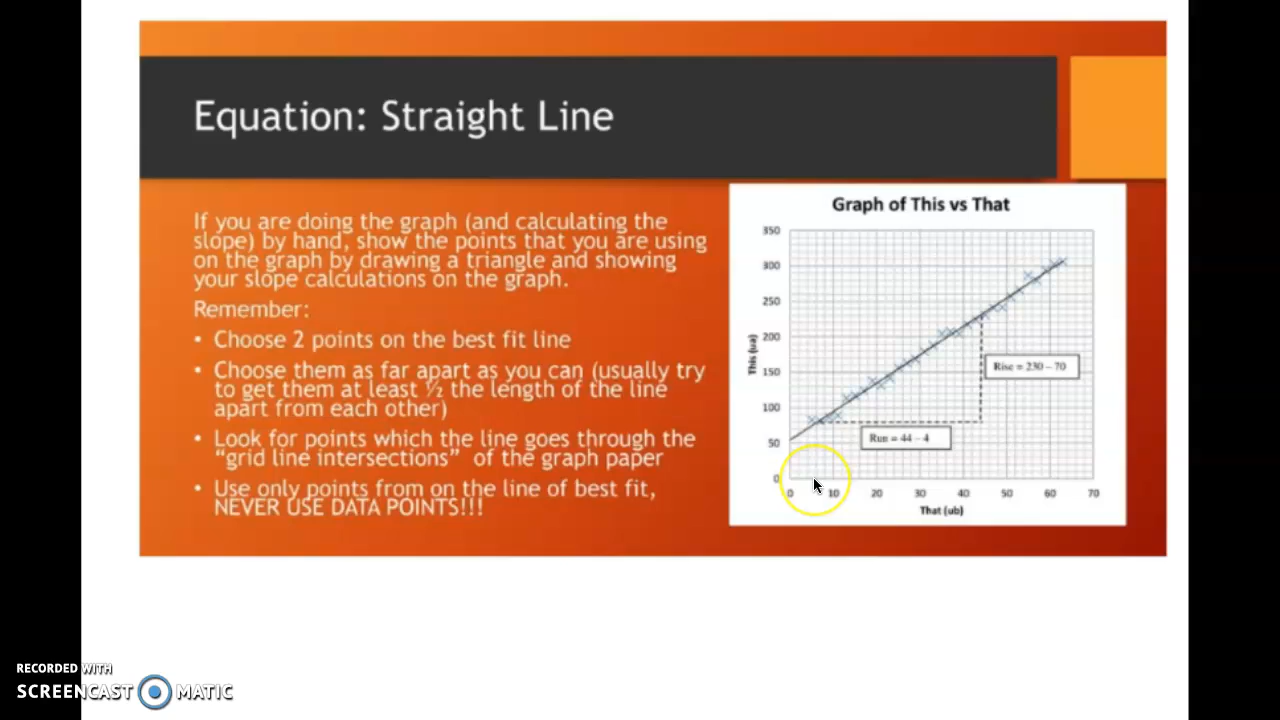 Equation: Straight Line
If you are doing the graph (and calculating the
slope) by hand, show the points that you are using
on the graph by drawing a triangle and showing
your slope calculations on the graph.
Remember:
• Choose 2 points on the best fit line
• Choose them as far apart as you can (usually try
to get them at least ½ the length of the line
apart from each other)
• Look for points which the line goes through the
“grid line intersections” of the graph paper
• Use only points from on the line of best fit,
NEVER USE DATA POINTS!!!
Graph of This vs That
350
300
250
200
150
100
50
0
This (ua)
Rise = 230 – 70
Run = 44 – 4
0 10 20 30 40 50 60 70
That (ub)
RECORDED WITH
SCREENCAST MATIC